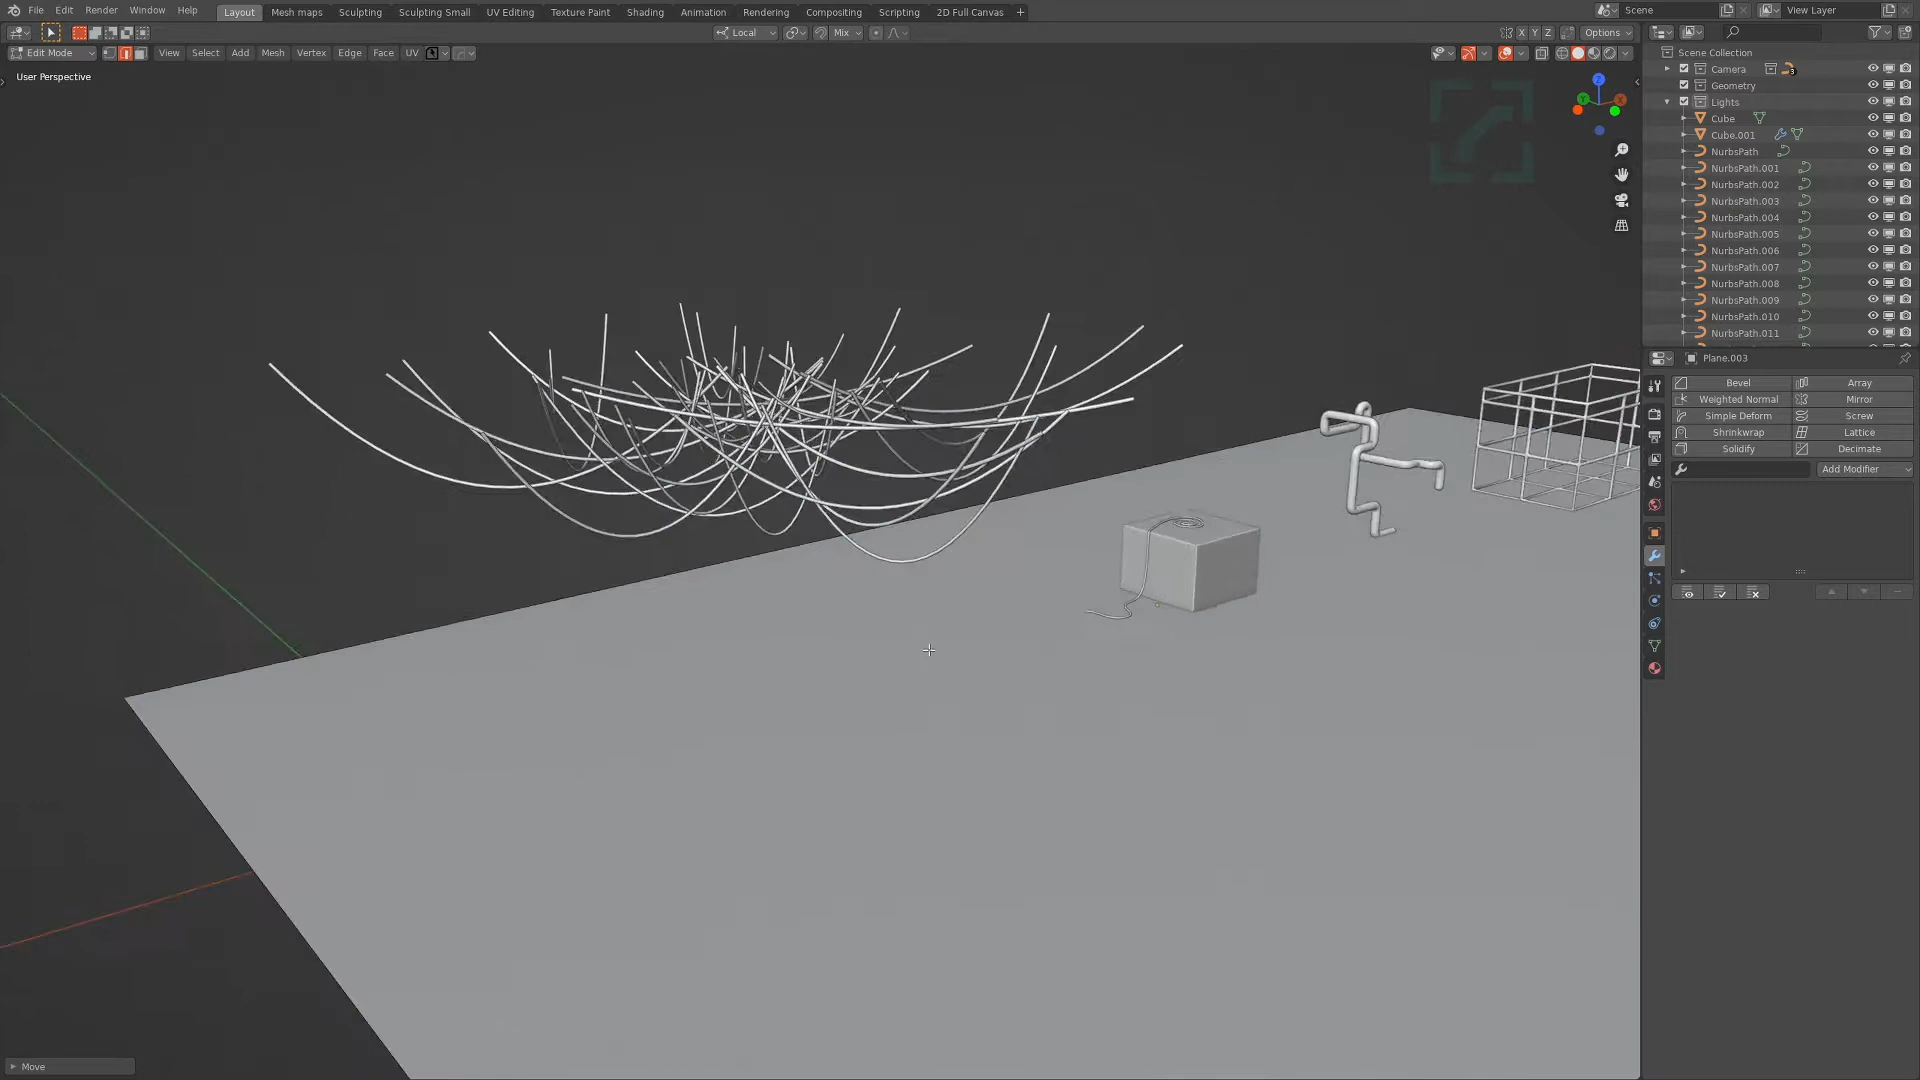 File Edit Render Window Help Layout Mesh maps Sculpting Sculpting Small UV Editing Texture Paint Shading Animation Rendering Compositing Scripting 2D Full Canvas + Scene View Layer
Local Mix X Y Z Options
Edit Mode View Select Add Mesh Vertex Edge Face UV
User Perspective
Z
Scene Collection
Camera 3
Geometry
Lights
Cube
Cube.001
NurbsPath
NurbsPath.001
NurbsPath.002
NurbsPath.003
NurbsPath.004
NurbsPath.005
NurbsPath.006
NurbsPath.007
NurbsPath.008
NurbsPath.009
NurbsPath.010
NurbsPath.011
Plane.003
Bevel Array
Weighted Normal Mirror
Simple Deform Screw
Shrinkwrap Lattice
Solidify Decimate
Add Modifier
Move